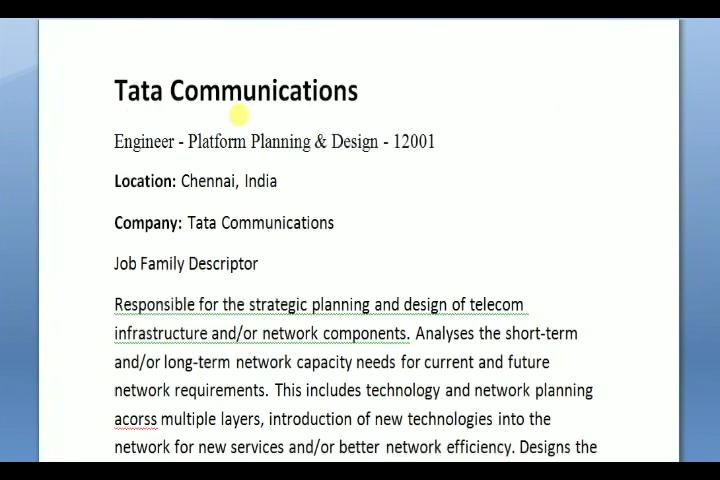 Tata Communications
Engineer - Platform Planning & Design - 12001
Location: Chennai, India
Company: Tata Communications
Job Family Descriptor
Responsible for the strategic planning and design of telecom
infrastructure and/or network components. Analyses the short-term
and/or long-term network capacity needs for current and future
network requirements. This includes technology and network planning
acorss multiple layers, introduction of new technologies into the
network for new services and/or better network efficiency. Designs the